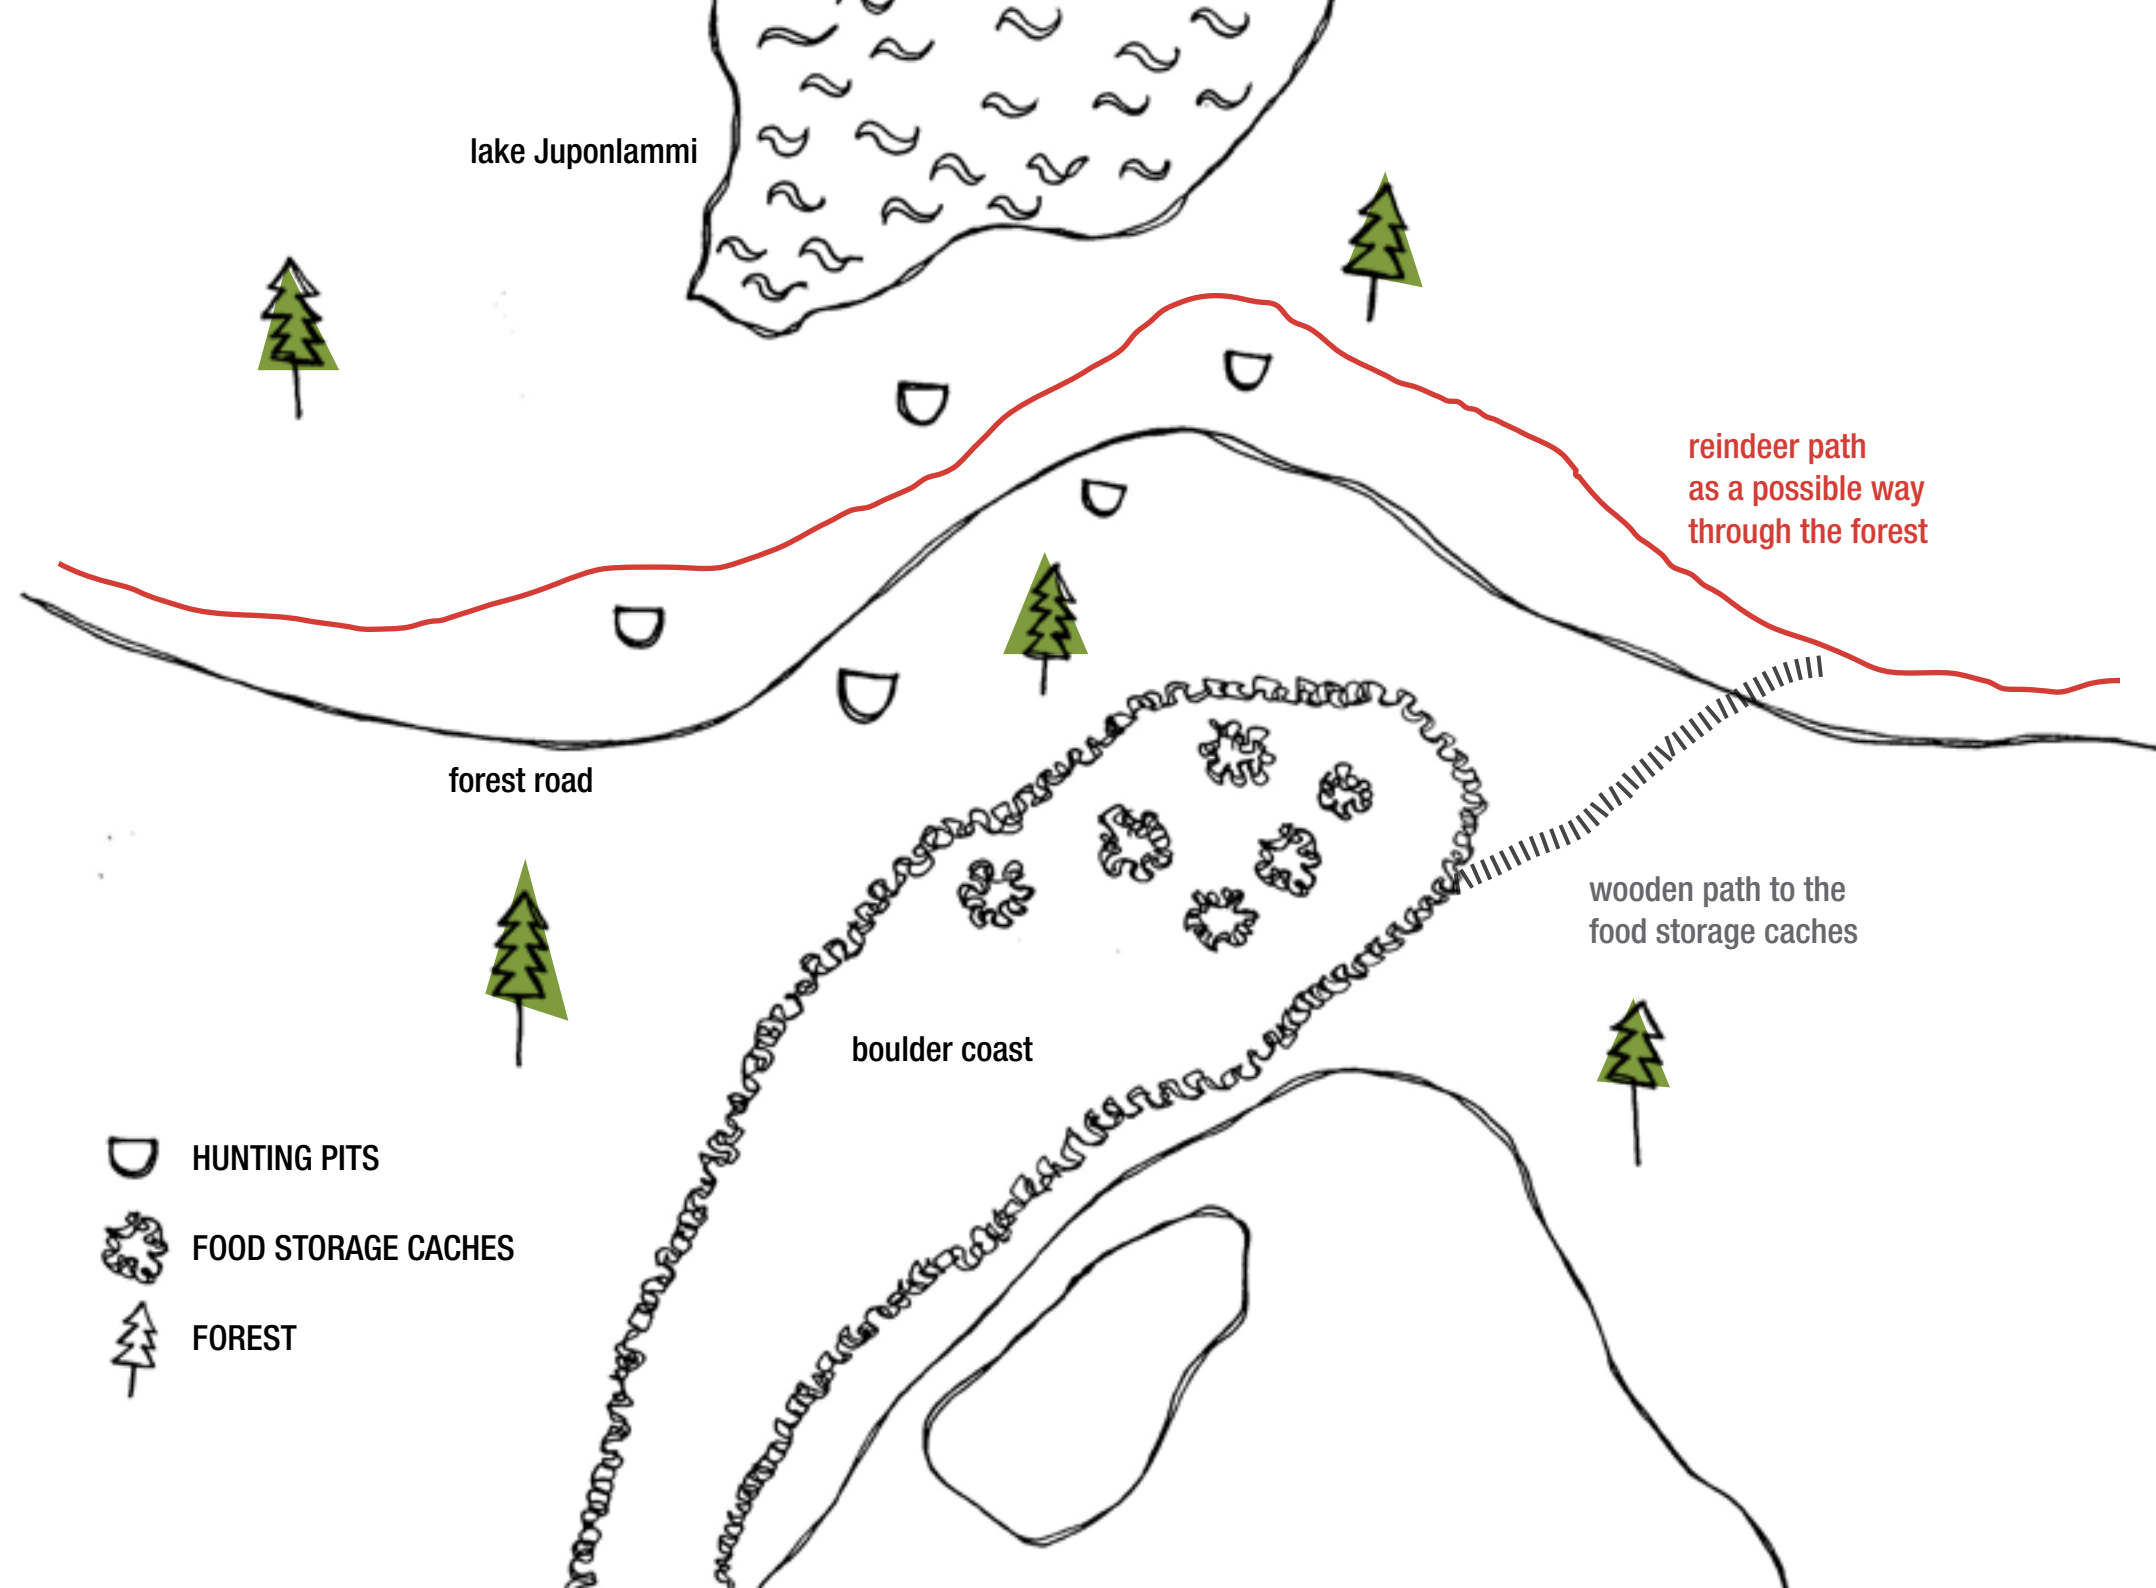 lake Juponlammi
reindeer path
as a possible way
through the forest
forest road
wooden path to the
food storage caches
boulder coast
HUNTING PITS
FOOD STORAGE CACHES
FOREST